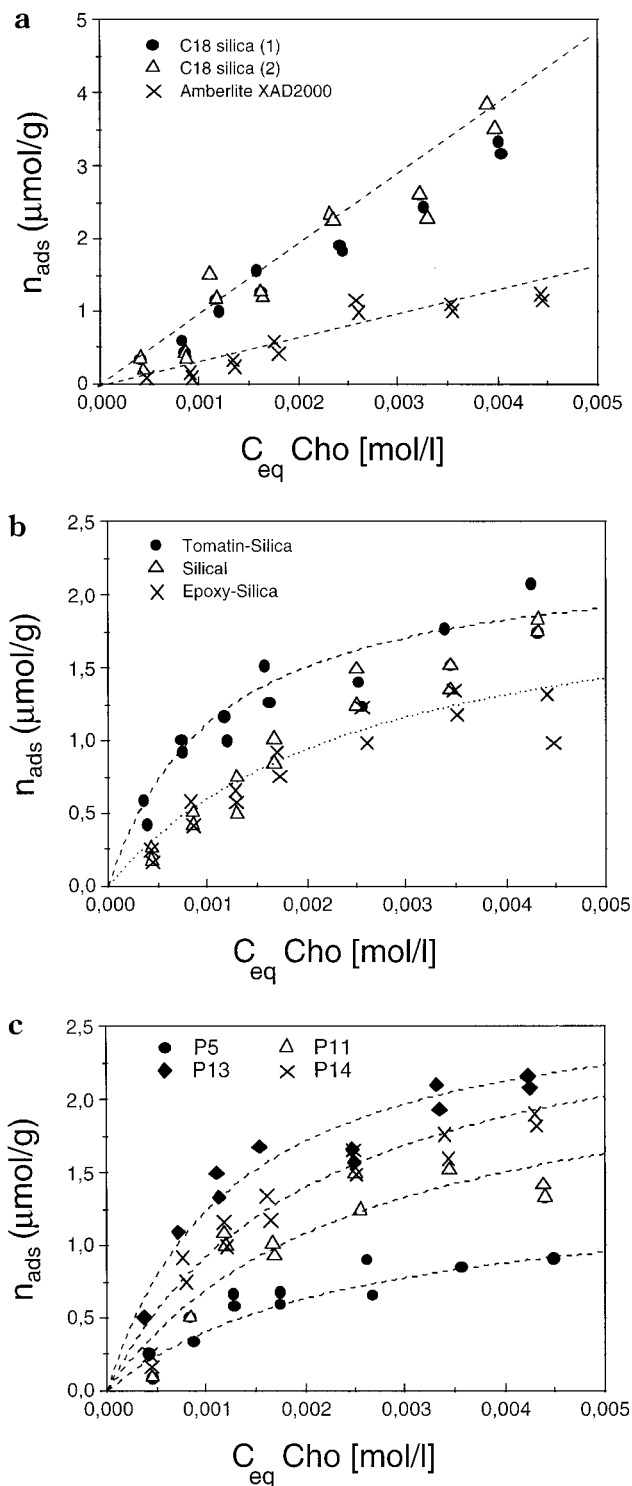 a
5
4
3
2
1
0
n_ads (μmol/g)
C18 silica (1)
C18 silica (2)
Amberlite XAD2000
0,000 0,001 0,002 0,003 0,004 0,005
C_eq Cho [mol/l]
b
2,5
2,0
1,5
1,0
0,5
0,0
n_ads (μmol/g)
Tomatin-Silica
Silical
Epoxy-Silica
0,000 0,001 0,002 0,003 0,004 0,005
C_eq Cho [mol/l]
c
2,5
2,0
1,5
1,0
0,5
0,0
n_ads (μmol/g)
P5 P11
P13 P14
0,000 0,001 0,002 0,003 0,004 0,005
C_eq Cho [mol/l]